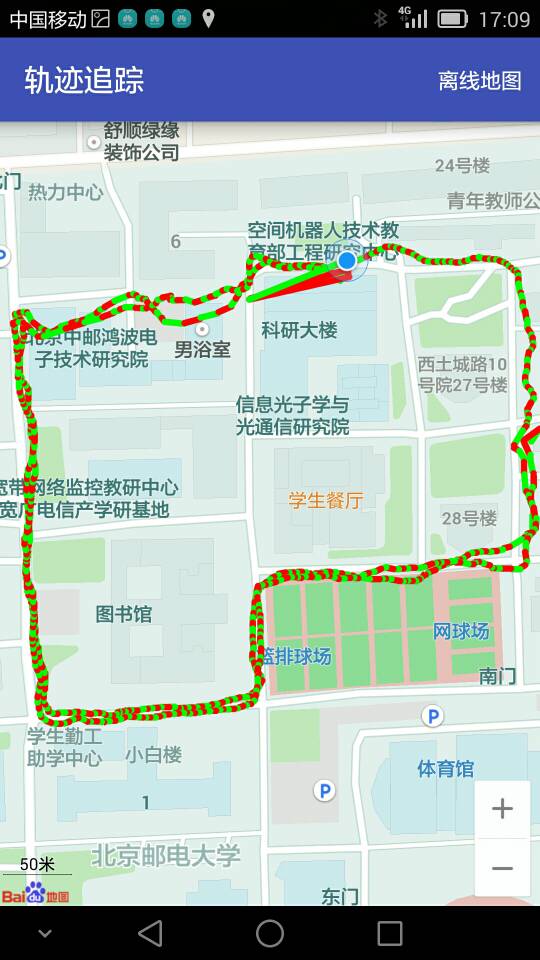 中国移动
4G
17:09
轨迹追踪
离线地图
舒顺绿缘
装饰公司
24号楼
门
热力中心
青年教师公
6
空间机器人技术教
育部工程研究中心
P
科研大楼
北京中邮鸿波电
子技术研究院
男浴室
西土城路10
号院27号楼
信息光子学与
光通信研究院
宽带网络监控教研中心
宽广电信产学研基地
学生餐厅
28号楼
图书馆
网球场
篮排球场
南门
P
学生勤工
助学中心
小白楼
体育馆
P
1
+
北京邮电大学
50米
−
Bai du 地图
东门